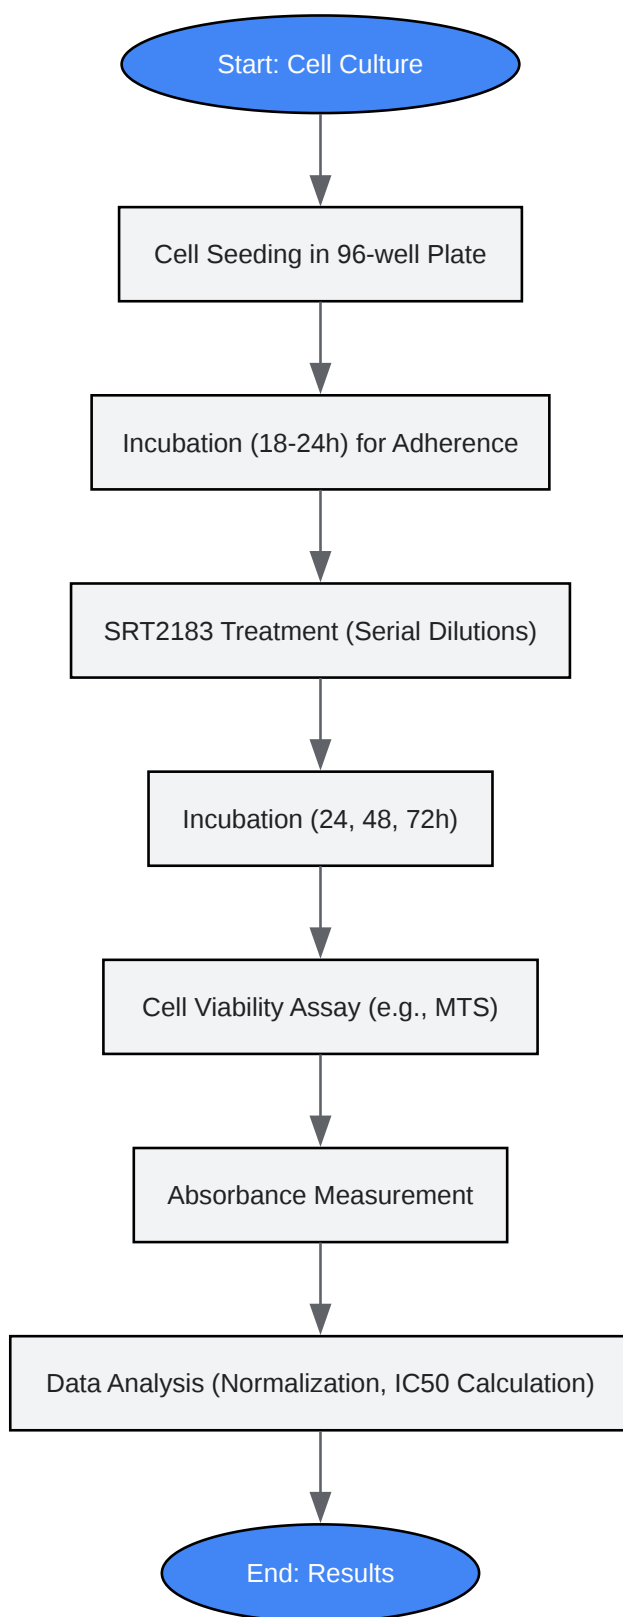 Start: Cell Culture
Cell Seeding in 96-well Plate
Incubation (18-24h) for Adherence
SRT2183 Treatment (Serial Dilutions)
Incubation (24, 48, 72h)
Cell Viability Assay (e.g., MTS)
Absorbance Measurement
Data Analysis (Normalization, IC50 Calculation)
End: Results